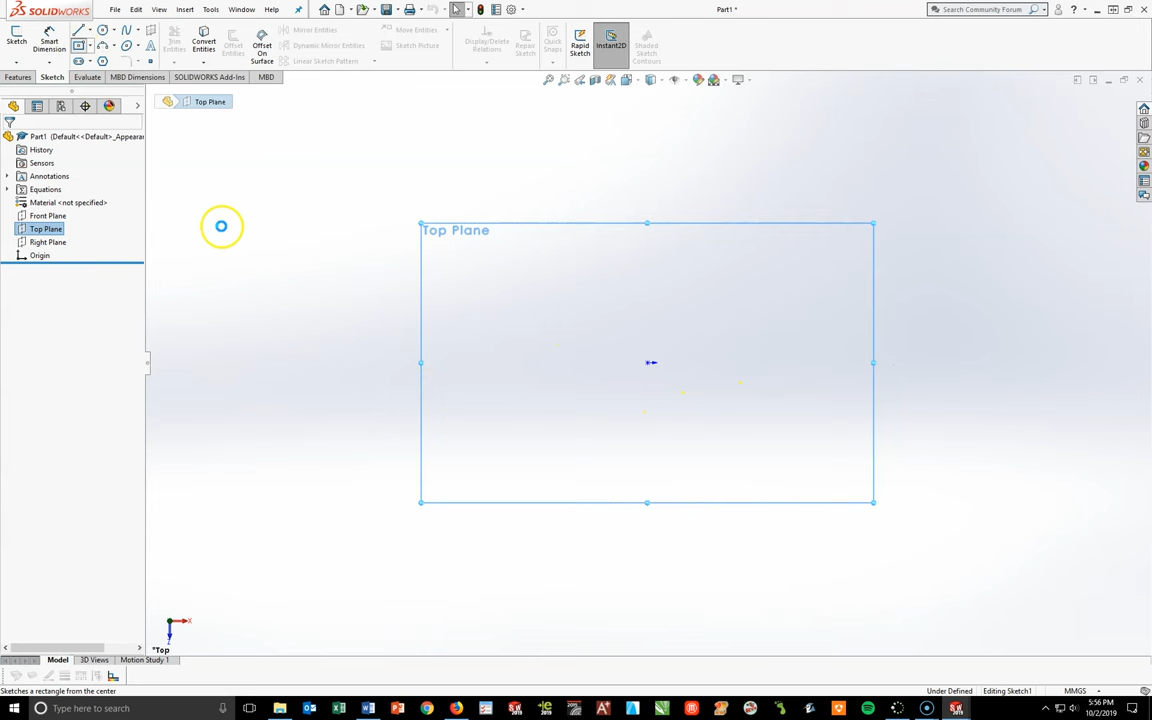 SOLIDWORKS
File
Edit
View
Insert
Tools
Window
Help
Part1 *
Search Community Forum
Sketch
Smart Dimension
Trim Entities
Convert Entities
Offset Entities
Offset On Surface
Mirror Entities
Dynamic Mirror Entities
Linear Sketch Pattern
Move Entities
Sketch Picture
Display/Delete Relations
Repair Sketch
Quick Snaps
Rapid Sketch
Instant2D
Shaded Sketch Contours
Features
Sketch
Evaluate
MBD Dimensions
SOLIDWORKS Add-Ins
MBD
Top Plane
Part1 (Default<<Default>_Appearan
History
Sensors
Annotations
Equations
Material <not specified>
Front Plane
Top Plane
Right Plane
Origin
Top Plane
X
Z
*Top
Model
3D Views
Motion Study 1
Sketches a rectangle from the center
Under Defined
Editing Sketch1
MMGS
Type here to search
5:56 PM
10/2/2019